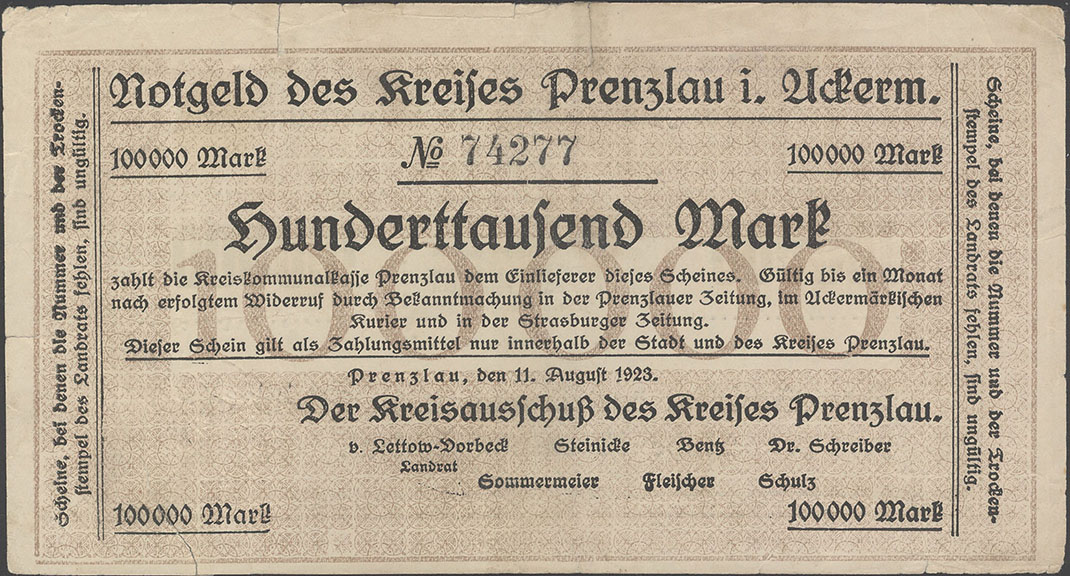 Notgeld des Kreises Prenzlau i. Uckerm.
100000 Mark
№ 74277
100000 Mark
Hunderttausend Mark
100000
zahlt die Kreiskommunalkasse Prenzlau dem Einlieferer dieses Scheines. Gültig bis ein Monat
nach erfolgtem Widerruf durch Bekanntmachung in der Prenzlauer Zeitung, im Uckermärkischen
Kurier und in der Strasburger Zeitung.
Dieser Schein gilt als Zahlungsmittel nur innerhalb der Stadt und des Kreises Prenzlau.
Prenzlau, den 11. August 1923.
Der Kreisausschuß des Kreises Prenzlau.
v. Lettow-Vorbeck Steinicke Bentz Dr. Schreiber
Landrat
Sommermeier Fleischer Schulz
100000 Mark
100000 Mark
Scheine, bei denen die Nummer und der Trocken-
stempel des Landrats fehlen, sind ungültig.
Scheine, bei denen die Nummer und der Trocken-
stempel des Landrats fehlen, sind ungültig.